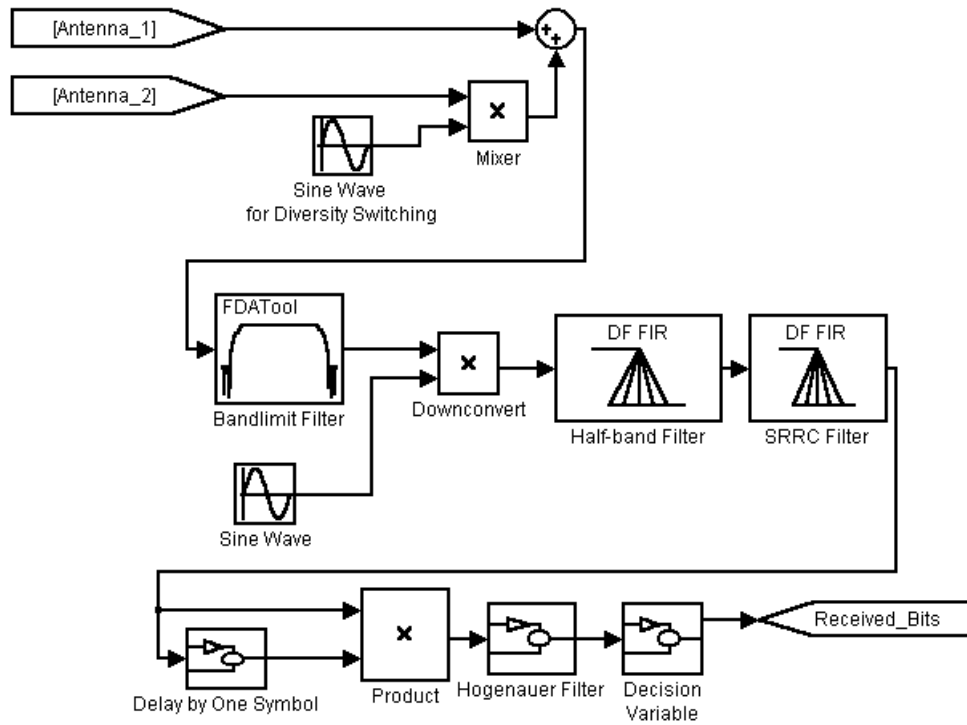 [Antenna_1]
[Antenna_2]
Mixer
Sine Wave
for Diversity Switching
FDATool
Bandlimit Filter
Downconvert
DF FIR
Half-band Filter
DF FIR
SRRC Filter
Sine Wave
Delay by One Symbol
Product
Hogenauer Filter
Decision
Variable
Received_Bits